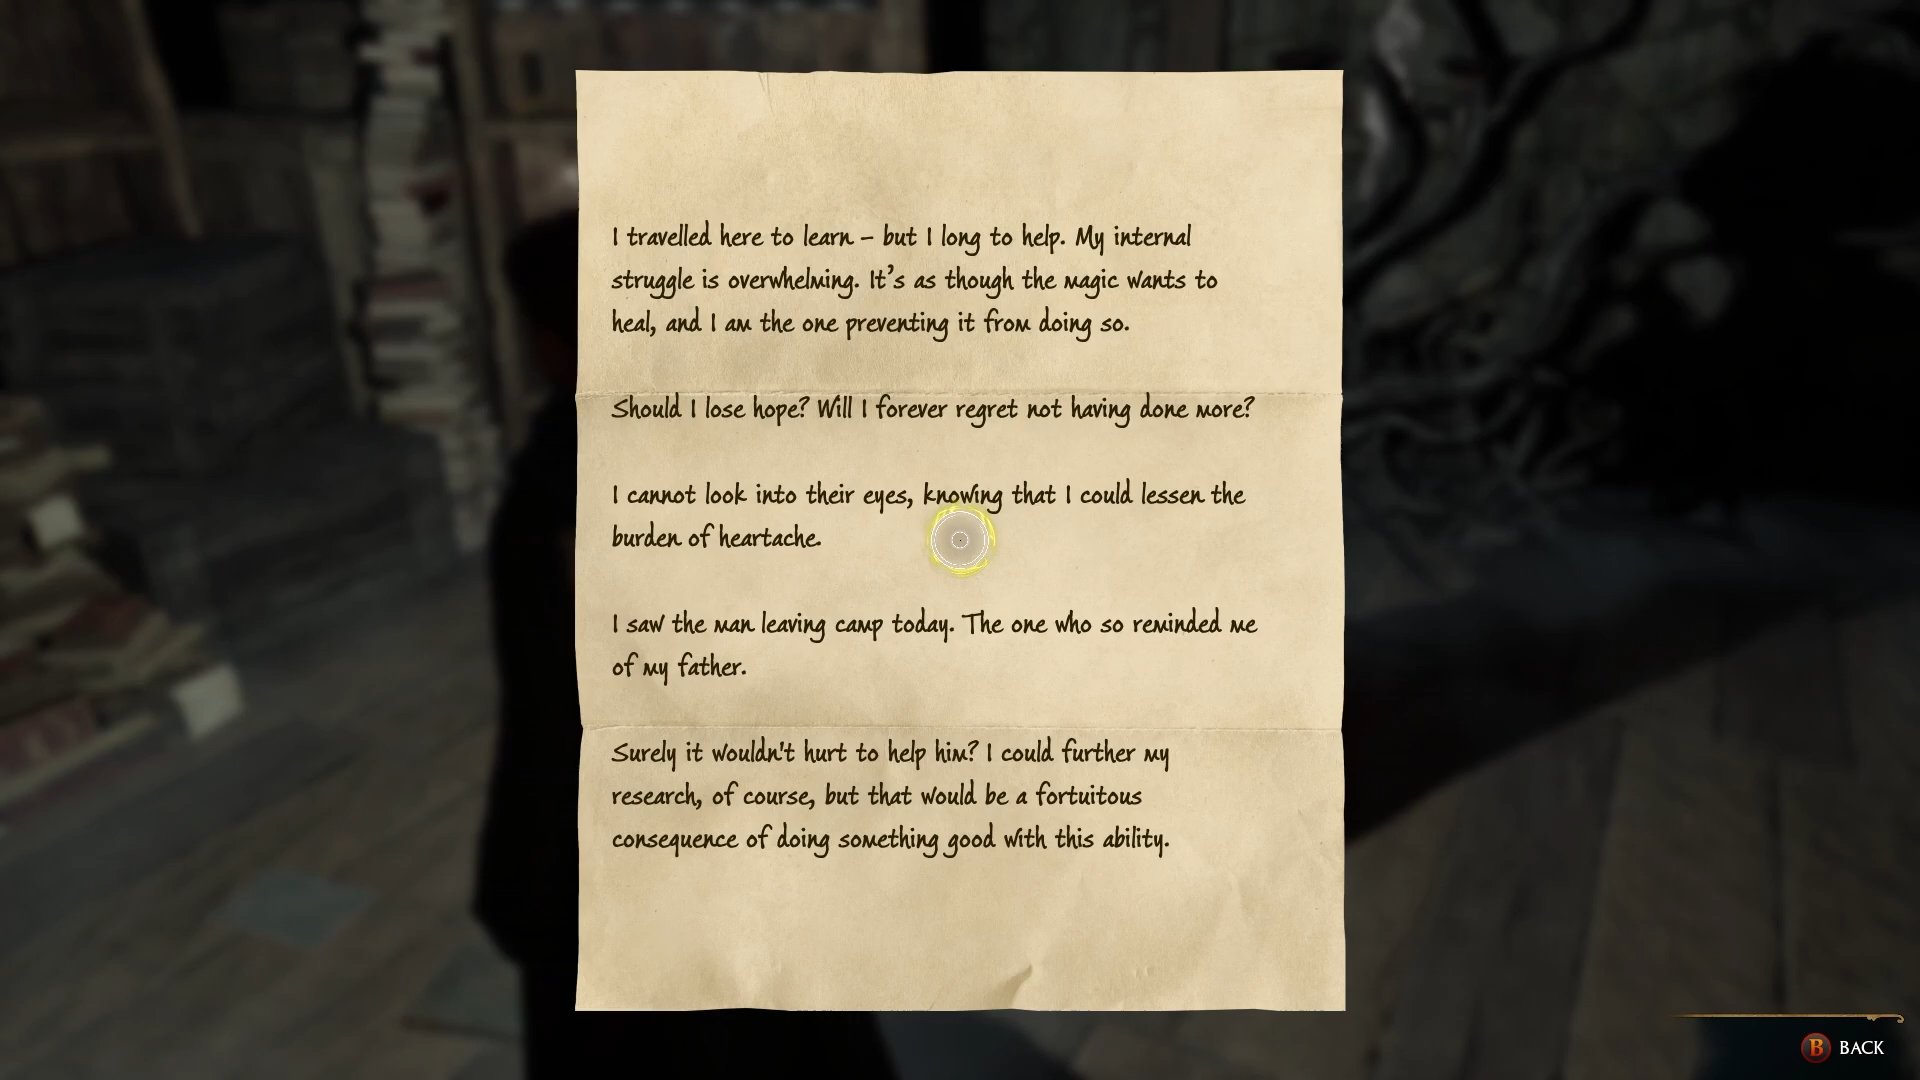 I travelled here to learn – but I long to help. My internal
struggle is overwhelming. It's as though the magic wants to
heal, and I am the one preventing it from doing so.
Should I lose hope? Will I forever regret not having done more?
I cannot look into their eyes, knowing that I could lessen the
burden of heartache.
I saw the man leaving camp today. The one who so reminded me
of my father.
Surely it wouldn't hurt to help him? I could further my
research, of course, but that would be a fortuitous
consequence of doing something good with this ability.
B BACK